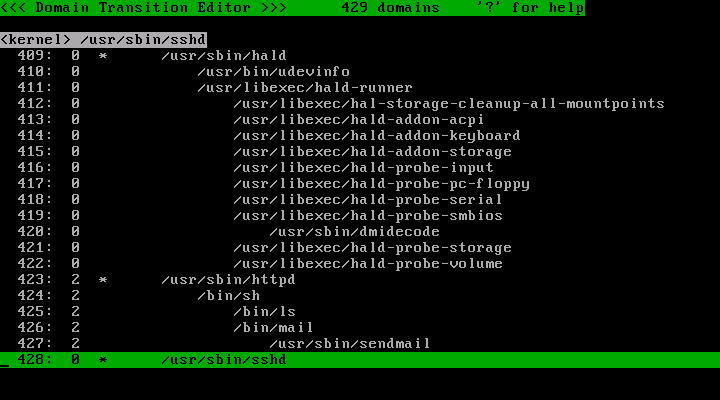 <<< Domain Transition Editor >>>      429 domains    '?' for help
<kernel> /usr/sbin/sshd
  409:  0  *      /usr/sbin/hald
  410:  0             /usr/bin/udevinfo
  411:  0             /usr/libexec/hald-runner
  412:  0                 /usr/libexec/hal-storage-cleanup-all-mountpoints
  413:  0                 /usr/libexec/hald-addon-acpi
  414:  0                 /usr/libexec/hald-addon-keyboard
  415:  0                 /usr/libexec/hald-addon-storage
  416:  0                 /usr/libexec/hald-probe-input
  417:  0                 /usr/libexec/hald-probe-pc-floppy
  418:  0                 /usr/libexec/hald-probe-serial
  419:  0                 /usr/libexec/hald-probe-smbios
  420:  0                     /usr/sbin/dmidecode
  421:  0                 /usr/libexec/hald-probe-storage
  422:  0                 /usr/libexec/hald-probe-volume
  423:  2  *      /usr/sbin/httpd
  424:  2             /bin/sh
  425:  2                 /bin/ls
  426:  2                 /bin/mail
  427:  2                     /usr/sbin/sendmail
  428:  0  *      /usr/sbin/sshd